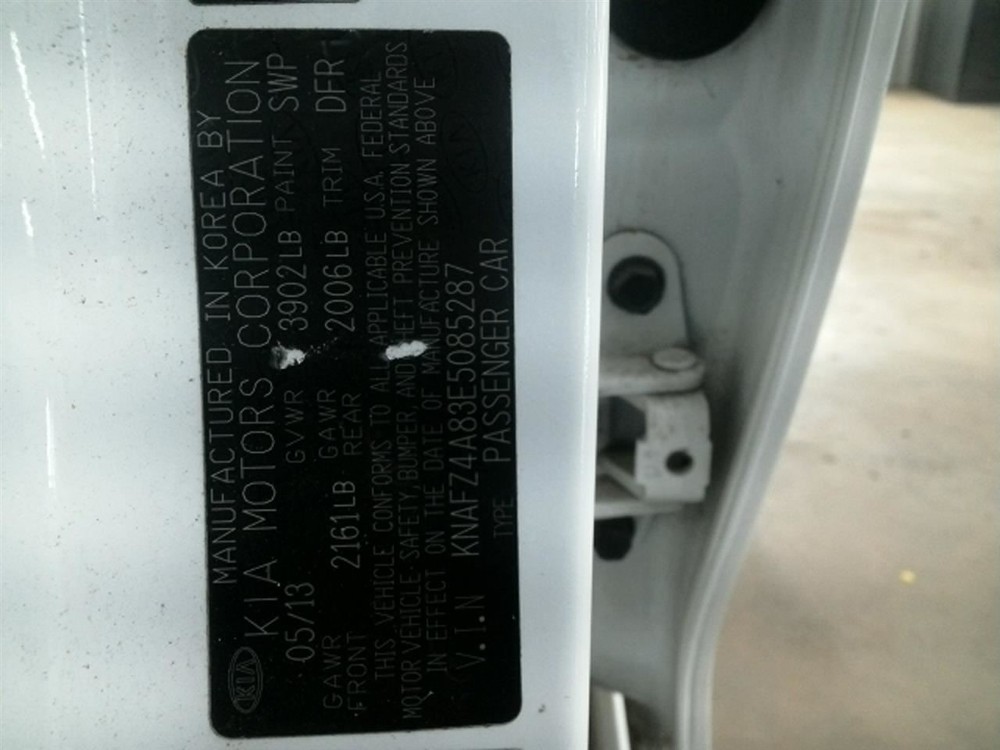 KIA
MANUFACTURED IN KOREA BY
KIA MOTORS CORPORATION
05/13 GVWR 3902LB PAINT SWP
GAWR FRONT 2161LB GAWR REAR 2006LB TRIM DFR
THIS VEHICLE CONFORMS TO ALL APPLICABLE U.S.A. FEDERAL
MOTOR VEHICLE SAFETY, BUMPER, AND THEFT PREVENTION STANDARDS
IN EFFECT ON THE DATE OF MANUFACTURE SHOWN ABOVE
V.I.N KNAFZ4A83E5085287
TYPE PASSENGER CAR